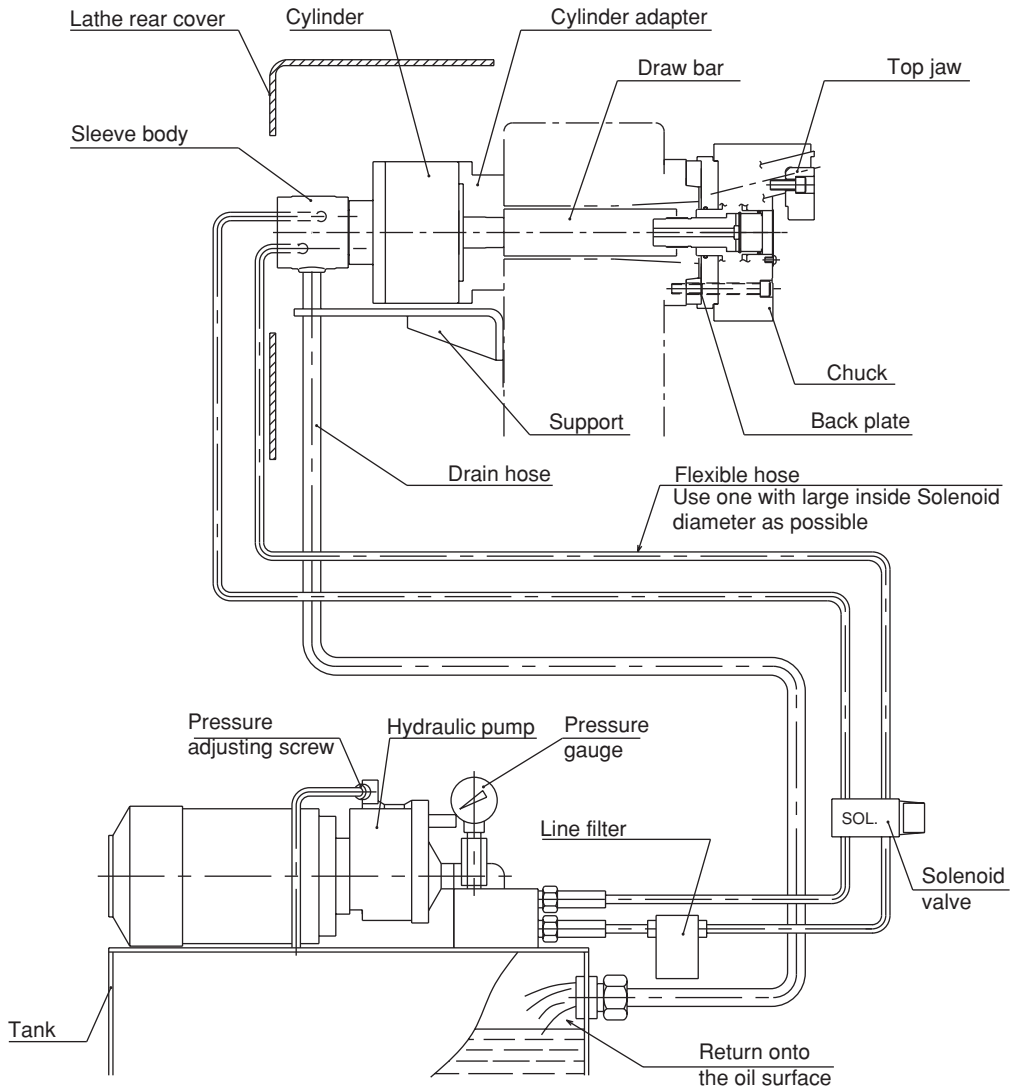 Lathe rear cover
Cylinder
Cylinder adapter
Draw bar
Top jaw
Sleeve body
Chuck
Back plate
Support
Drain hose
Flexible hose
Use one with large inside Solenoid
diameter as possible
Pressure
adjusting screw
Hydraulic pump
Pressure
gauge
SOL.
Line filter
Solenoid
valve
Tank
Return onto
the oil surface